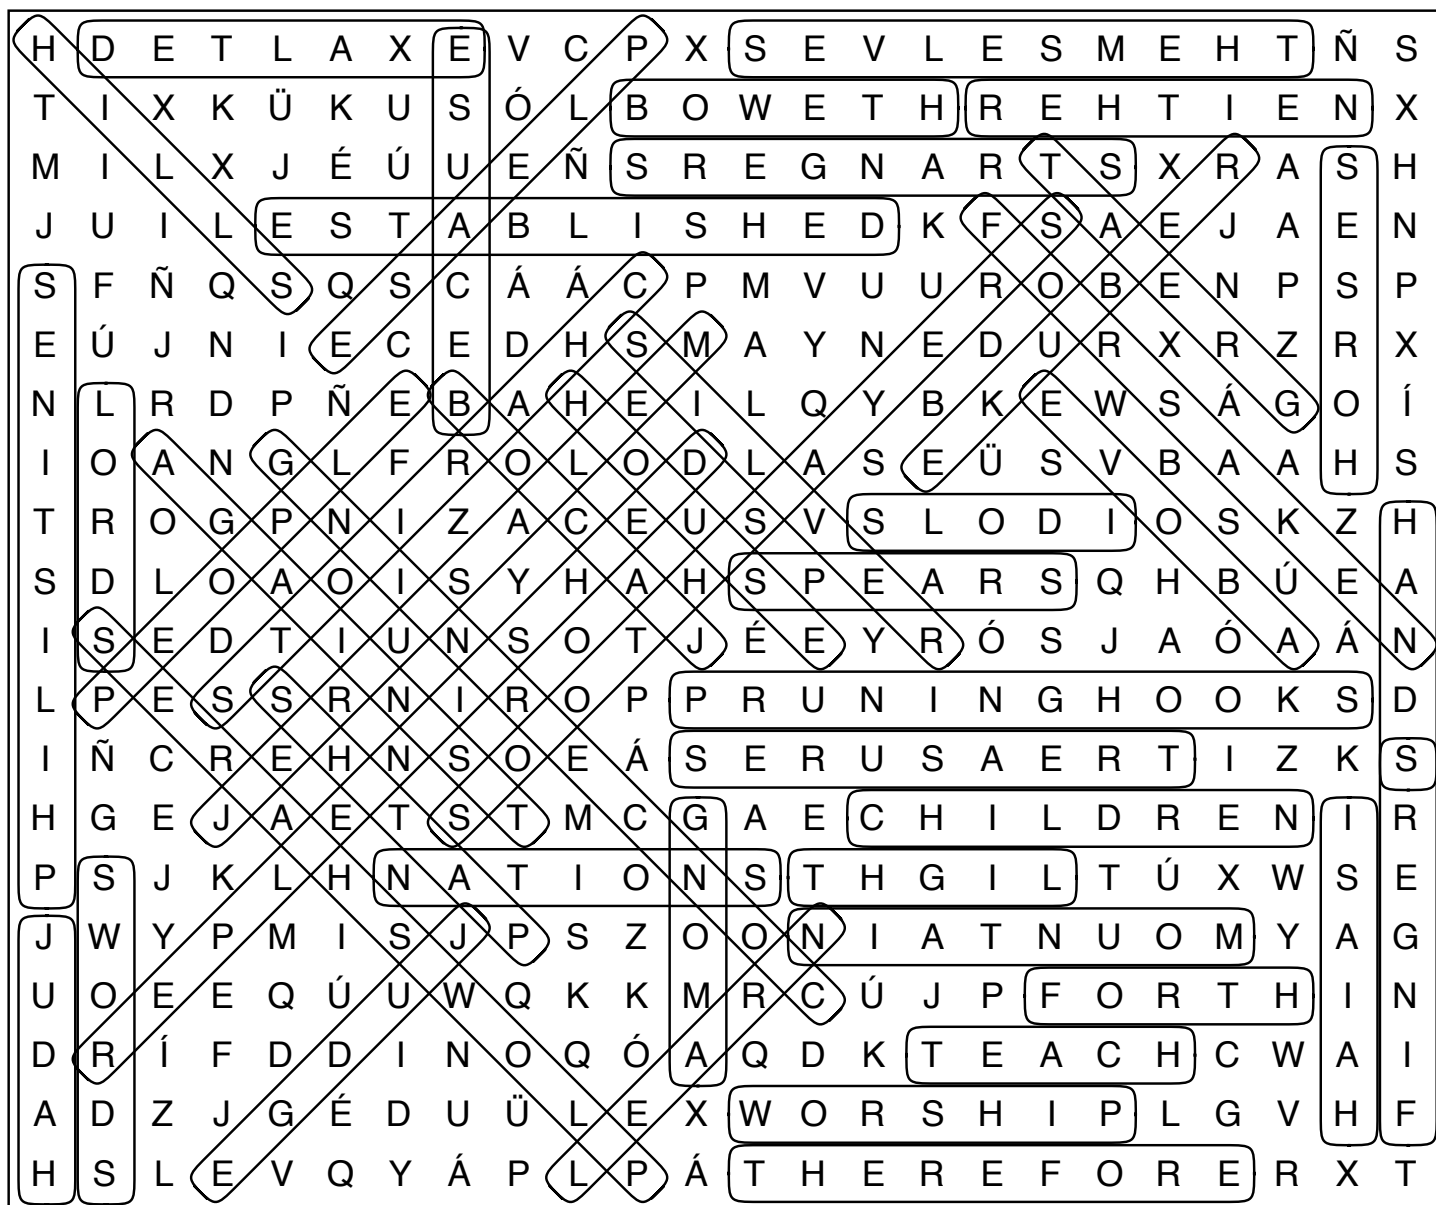 H D E T L A X E V C P X S E V L E S M E H T Ñ S
T I X K Ü K U S Ó L B O W E T H R E H T I E N X
M I L X J É Ú U E Ñ S R E G N A R T S X R A S H
J U I L E S T A B L I S H E D K F S A E J A E N
S F Ñ Q S Q S C Á Á C P M V U U R O B E N P S P
E Ú J N I E C E D H S M A Y N E D U R X R Z R X
N L R D P Ñ E B A H E I L Q Y B K E W S Á G O Í
I O A N G L F R O L O D L A S E Ü S V B A A H S
T R O G P N I Z A C E U S V S L O D I O S K Z H
S D L O A O I S Y H A H S P E A R S Q H B Ú E A
I S E D T I U N S O T J É E Y R Ó S J A Ó A Á N
L P E S S R N I R O P P R U N I N G H O O K S D
I Ñ C R E H N S O E Á S E R U S A E R T I Z K S
H G E J A E T S T M C G A E C H I L D R E N I R
P S J K L H N A T I O N S T H G I L T Ú X W S E
J W Y P M I S J P S Z O O N I A T N U O M Y A G
U O E E Q Ú U W Q K K M R C Ú J P F O R T H I N
D R Í F D D I N O Q Ó A Q D K T E A C H C W A I
A D Z J G É D U Ü L E X W O R S H I P L G V H F
H S L E V Q Y Á P L P Á T H E R E F O R E R X T